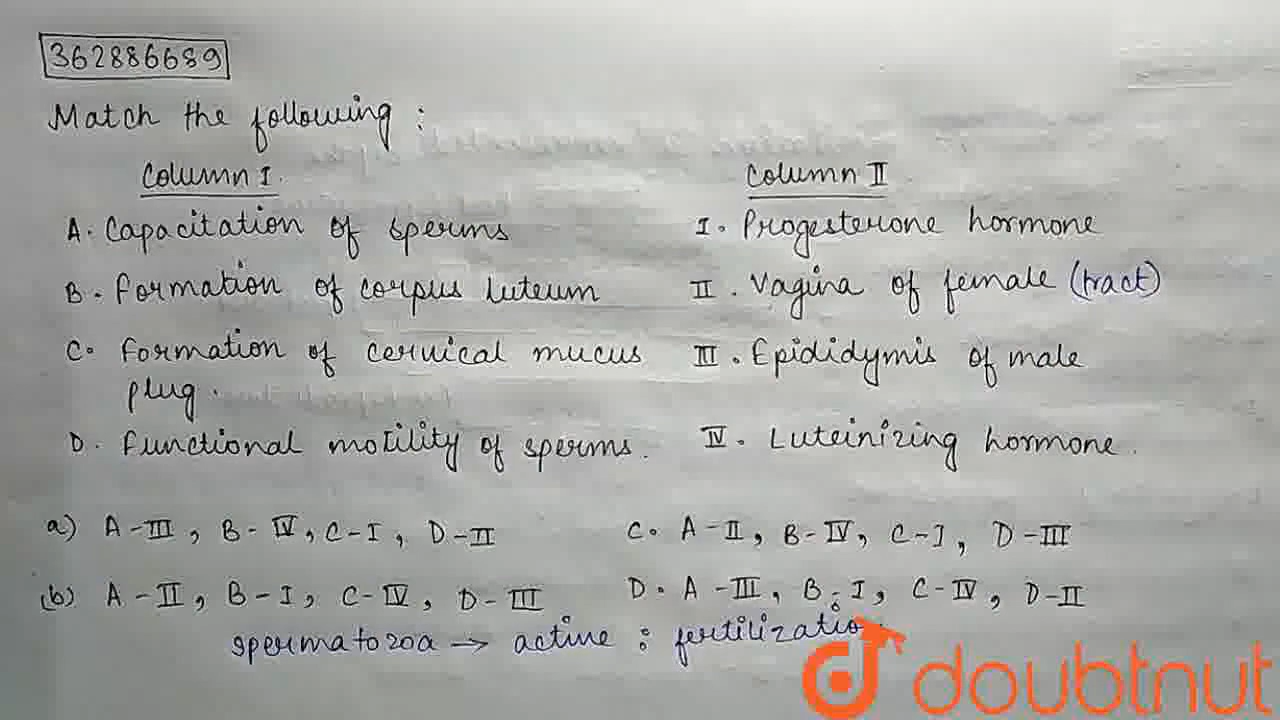 362886689
Match the following :
Column I.
Column II
A. Capacitation of sperms
I. Progesterone hormone
B. Formation of corpus luteum
II. Vagina of female (tract)
C. Formation of cervical mucus
plug.
III. Epididymis of male
D. Functional motility of sperms.
IV. Luteinizing hormone.
a) A-III, B-IV, C-I, D-II
C. A-II, B-IV, C-I, D-III
(b) A-II, B-I, C-IV, D-III
D. A-III, B-I, C-IV, D-II
spermatozoa → active : fertilization
doubtnut